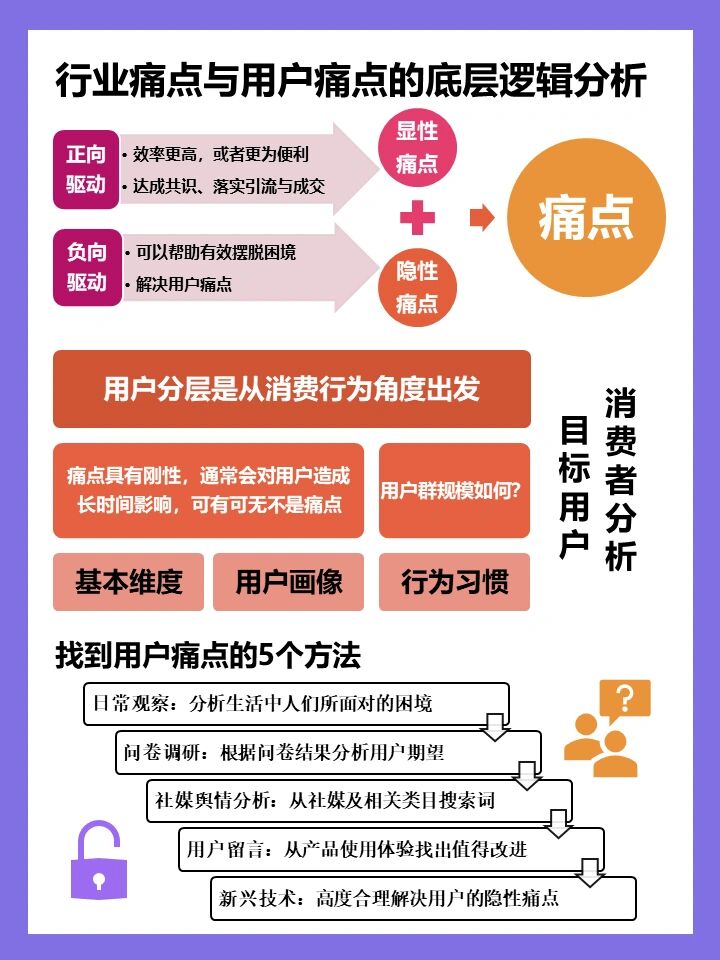 行业痛点与用户痛点的底层逻辑分析
正向
驱动
• 效率更高，或者更为便利
• 达成共识、落实引流与成交
显性
痛点
负向
驱动
• 可以帮助有效摆脱困境
• 解决用户痛点
隐性
痛点
痛点
用户分层是从消费行为角度出发
痛点具有刚性，通常会对用户造成
长时间影响，可有可无不是痛点
用户群规模如何？
基本维度
用户画像
行为习惯
消费者分析
目标用户
找到用户痛点的5个方法
日常观察：分析生活中人们所面对的困境
问卷调研：根据问卷结果分析用户期望
社媒舆情分析：从社媒及相关类目搜索词
用户留言：从产品使用体验找出值得改进
新兴技术：高度合理解决用户的隐性痛点
?